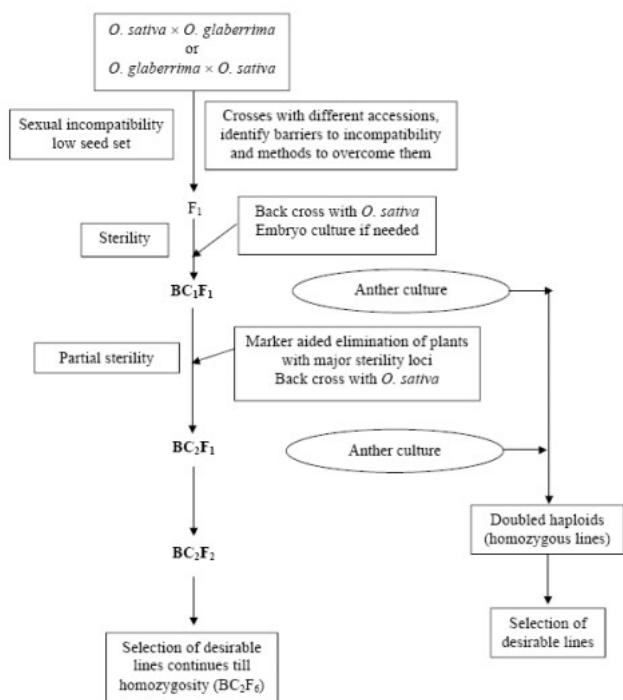 O. sativa × O. glaberrima
or
O. glaberrima × O. sativa
Sexual incompatibility
low seed set
Crosses with different accessions,
identify barriers to incompatibility
and methods to overcome them
F₁
Sterility
Back cross with O. sativa
Embryo culture if needed
BC₁F₁
Anther culture
Partial sterility
Marker aided elimination of plants
with major sterility loci
Back cross with O. sativa
BC₂F₁
Anther culture
Doubled haploids
(homozygous lines)
BC₂F₂
Selection of
desirable lines
Selection of desirable
lines continues till
homozygosity (BC₂F₆)